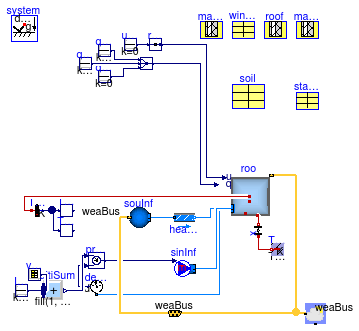 system
ma...
win...
roof
ma...
u
r
q
k=0
q
k...
u
k=0
soil
sta...
roo
u
q
weaBus
souInf
hea...
sinInf
pr...
de...
tiSum
fill(1, ...
weaBus
weaBus